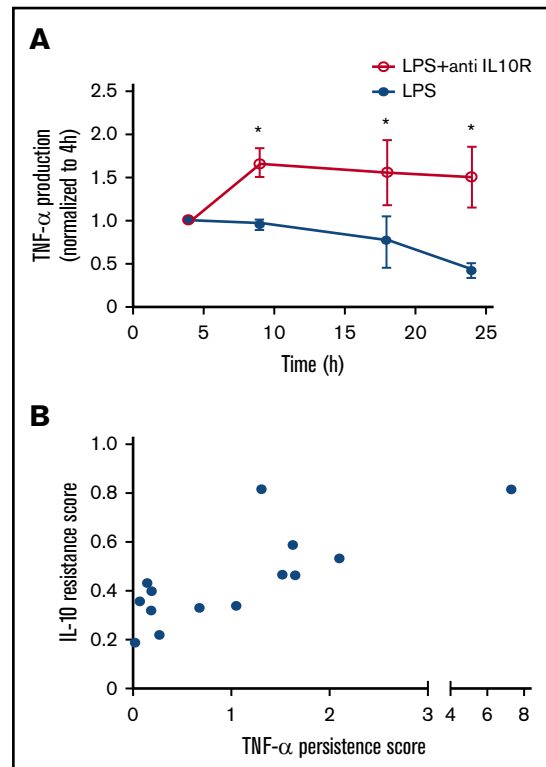 A
LPS+anti IL10R
LPS
TNF-α production
(normalized to 4h)
2.5
2.0
1.5
1.0
0.5
0
* * *
0 5 10 15 20 25
Time (h)
B
IL-10 resistance score
1.0
0.8
0.6
0.4
0.2
0
0 1 2 3 4 6 8
TNF-α persistence score